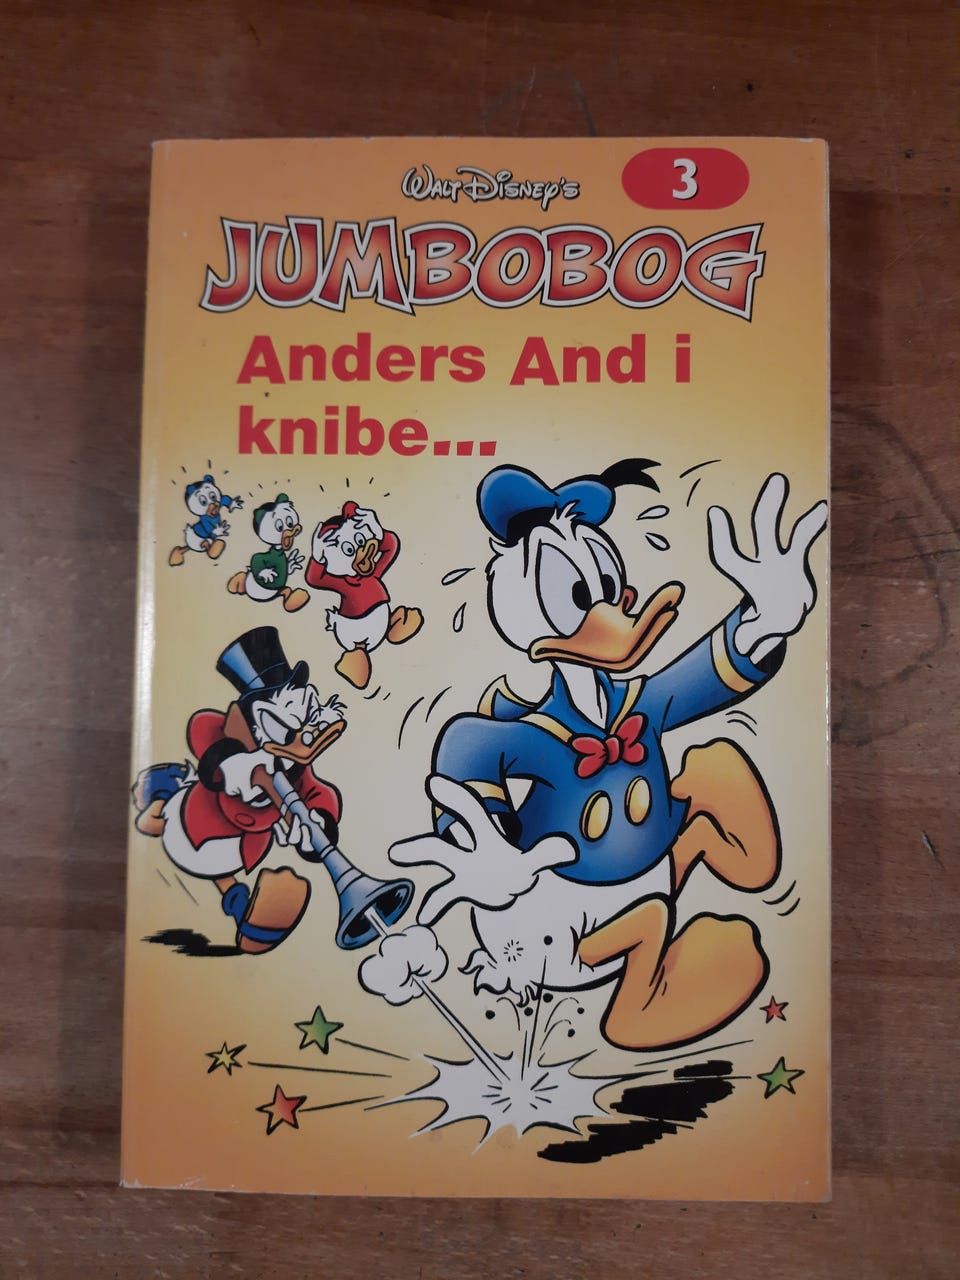 Walt Disney's
3
JUMBOBOG
Anders And i
knibe...